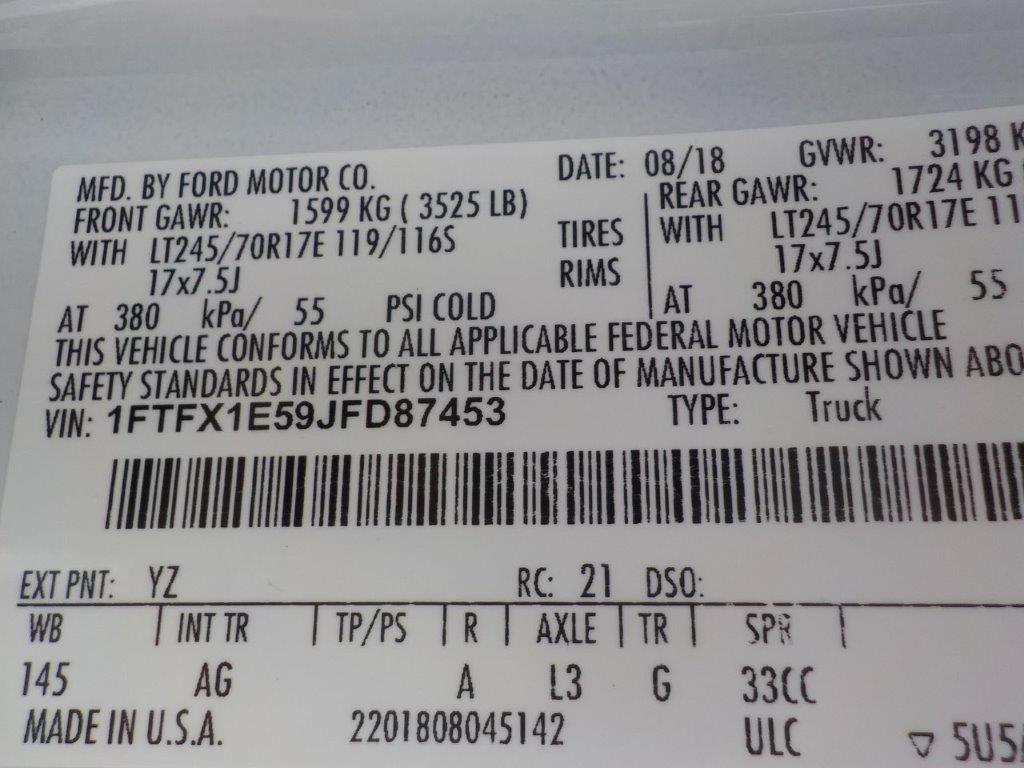 MFD. BY FORD MOTOR CO. DATE: 08/18 GVWR: 3198 K
FRONT GAWR: 1599 KG ( 3525 LB) REAR GAWR: 1724 KG
WITH LT245/70R17E 119/116S TIRES WITH LT245/70R17E 11
17x7.5J RIMS 17x7.5J
AT 380 kPa/ 55 PSI COLD AT 380 kPa/ 55
THIS VEHICLE CONFORMS TO ALL APPLICABLE FEDERAL MOTOR VEHICLE
SAFETY STANDARDS IN EFFECT ON THE DATE OF MANUFACTURE SHOWN ABO
VIN: 1FTFX1E59JFD87453 TYPE: Truck
EXT PNT: YZ RC: 21 DSO:
WB INT TR TP/PS R AXLE TR SPR
145 AG A L3 G 33CC
MADE IN U.S.A. 2201808045142 ULC ▽ 5U5A